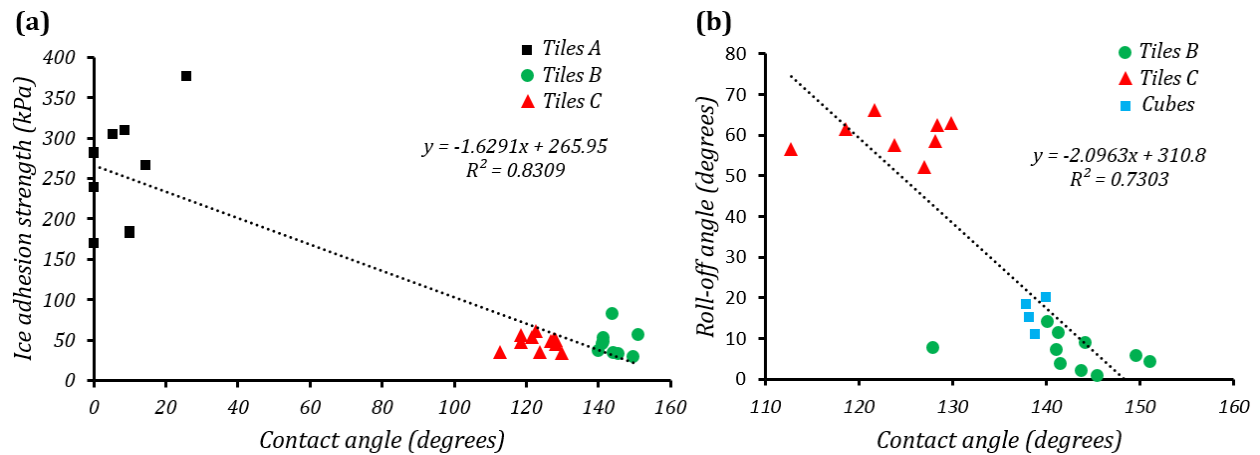 (a)
Ice adhesion strength (kPa)
400
350
300
250
200
150
100
50
0
0 20 40 60 80 100 120 140 160
Contact angle (degrees)
Tiles A
Tiles B
Tiles C
y = -1.6291x + 265.95
R² = 0.8309
(b)
Roll-off angle (degrees)
80
70
60
50
40
30
20
10
0
110 120 130 140 150 160
Contact angle (degrees)
Tiles B
Tiles C
Cubes
y = -2.0963x + 310.8
R² = 0.7303